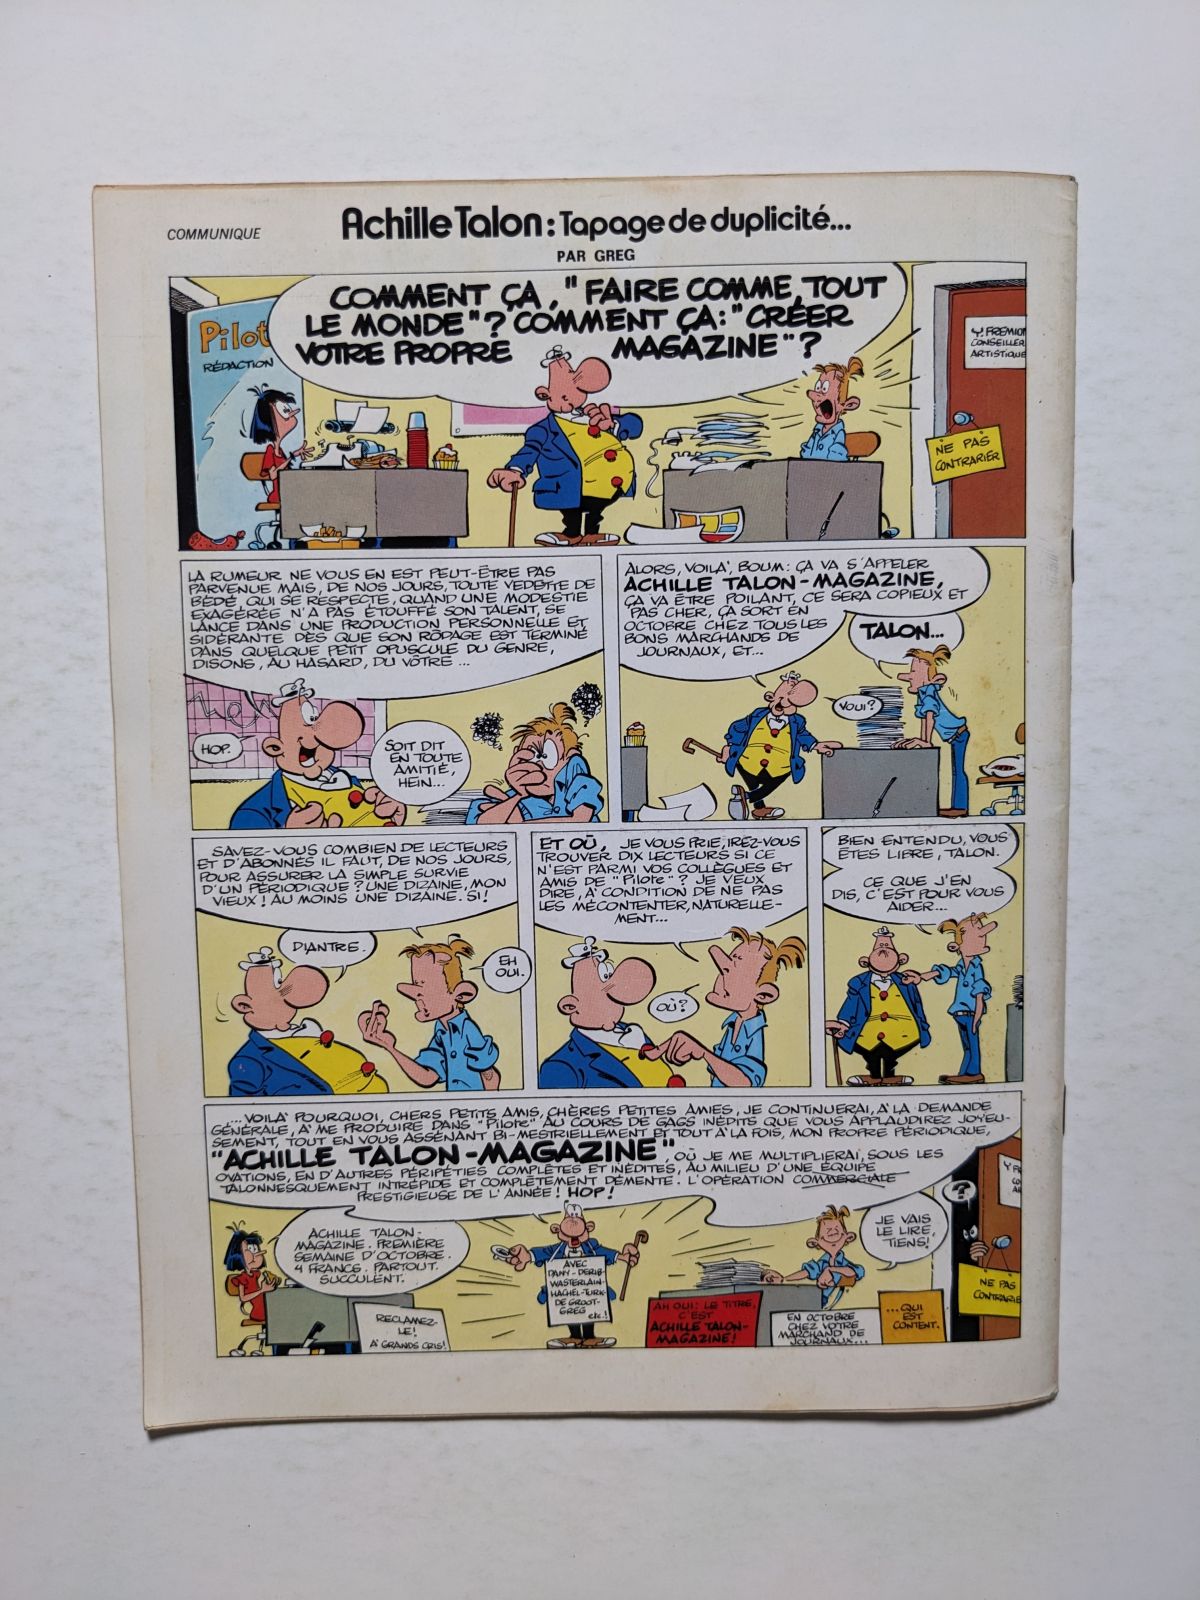 COMMUNIQUE
Achille Talon : Tapage de duplicité...
PAR GREG
COMMENT ÇA, "FAIRE COMME TOUT
LE MONDE"? COMMENT ÇA: "CRÉER
VOTRE PROPRE MAGAZINE"?
Pilot
RÉDACTION
Y. FREMION
CONSEILLER
ARTISTIQUE
NE PAS
CONTRARIER
LA RUMEUR NE VOUS EN EST PEUT-ÊTRE PAS
PARVENUE MAIS, DE NOS JOURS, TOUTE VEDETTE DE
BÉDÉ, QUI SE RESPECTE, QUAND UNE MODESTIE
EXAGÉRÉE N'A PAS ÉTOUFFÉ SON TALENT, SE
LANCE DANS UNE PRODUCTION PERSONNELLE ET
SIDÉRANTE DÈS QUE SON RÔDAGE EST TERMINÉ
DANS QUELQUE PETIT OPUSCULE DU GENRE,
DISONS, AU HASARD, DU VÔTRE ...
HOP.
SOIT DIT
EN TOUTE
AMITIÉ,
HEIN...
ALORS, VOILÀ, BOUM: ÇA VA S'APPELER
ACHILLE TALON-MAGAZINE,
ÇA VA ÊTRE POILANT, CE SERA COPIEUX ET
PAS CHER, ÇA SORT EN
OCTOBRE CHEZ TOUS LES
BONS MARCHANDS DE
JOURNAUX, ET...
TALON...
VOUI?
SAVEZ-VOUS COMBIEN DE LECTEURS
ET D'ABONNÉS IL FAUT, DE NOS JOURS,
POUR ASSURER LA SIMPLE SURVIE
D'UN PÉRIODIQUE? UNE DIZAINE, MON
VIEUX! AU MOINS UNE DIZAINE. SI!
DIANTRE.
EH
OUI.
ET OÙ, JE VOUS PRIE, IREZ-VOUS
TROUVER DIX LECTEURS SI CE
N'EST PARMI VOS COLLÈGUES ET
AMIS DE "Pilote"? JE VEUX
DIRE, À CONDITION DE NE PAS
LES MÉCONTENTER, NATURELLE-
MENT...
OÙ?
BIEN ENTENDU, VOUS
ÊTES LIBRE, TALON.
CE QUE J'EN
DIS, C'EST POUR VOUS
AIDER...
...VOILÀ POURQUOI, CHERS PETITS AMIS, CHÈRES PETITES AMIES, JE CONTINUERAI, À LA DEMANDE
GÉNÉRALE, À ME PRODUIRE DANS "Pilote" AU COURS DE GAGS INÉDITS QUE VOUS APPLAUDIREZ JOYEU-
SEMENT, TOUT EN VOUS ASSÉNANT BI-MESTRIELLEMENT ET TOUT À LA FOIS, MON PROPRE PÉRIODIQUE,
"ACHILLE TALON-MAGAZINE", OÙ JE ME MULTIPLIERAI, SOUS LES
OVATIONS, EN D'AUTRES PÉRIPÉTIES COMPLÈTES ET INÉDITES, AU MILIEU D'UNE ÉQUIPE
TALONNESQUEMENT INTRÉPIDE ET COMPLÈTEMENT DÉMENTE. L'OPÉRATION COMMERCIALE
PRESTIGIEUSE DE L'ANNÉE! HOP!
ACHILLE TALON-
MAGAZINE. PREMIÈRE
SEMAINE D'OCTOBRE.
4 FRANCS. PARTOUT.
SUCCULENT.
RECLAMEZ-
LE!
À GRANDS CRIS!
AVEC
DANY-DERIB-
WASTERLAIN-
HACHEL-TURK-
DE GROOT-
GREG
etc.!
AH OUI: LE TITRE,
C'EST
ACHILLE TALON-
MAGAZINE!
JE VAIS
LE LIRE,
TIENS!
EN OCTOBRE
CHEZ VOTRE
MARCHAND DE
JOURNAUX...
...QUI
EST
CONTENT.
?
NE PAS
CONTRARIE